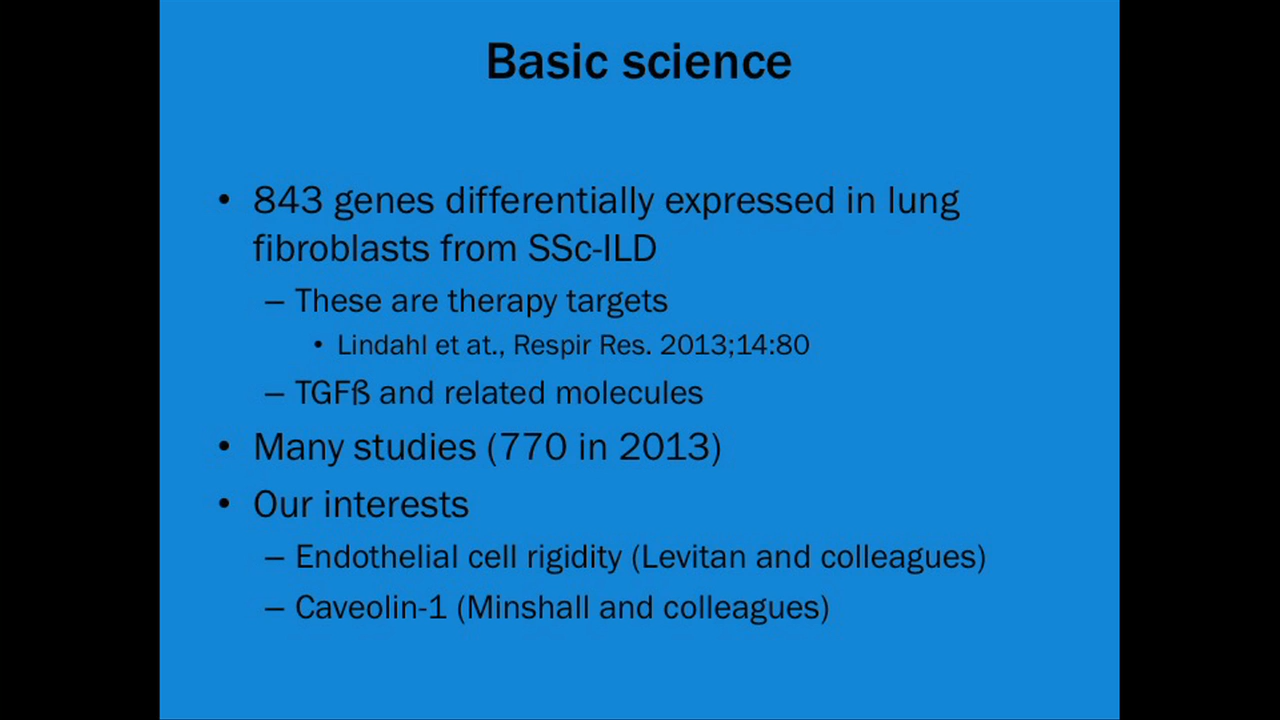 Basic science
• 843 genes differentially expressed in lung
fibroblasts from SSc-ILD
– These are therapy targets
• Lindahl et at., Respir Res. 2013;14:80
– TGFß and related molecules
• Many studies (770 in 2013)
• Our interests
– Endothelial cell rigidity (Levitan and colleagues)
– Caveolin-1 (Minshall and colleagues)